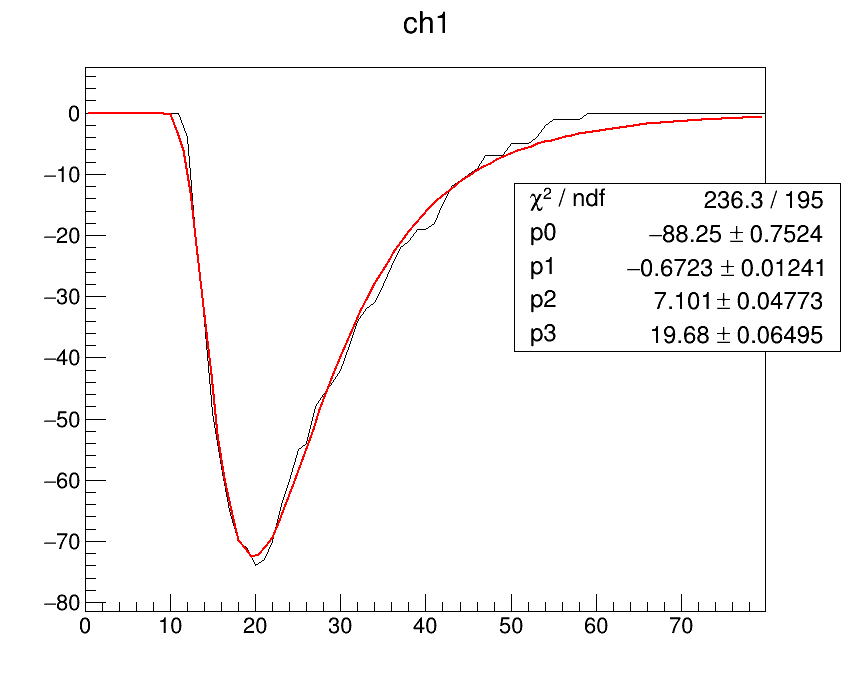 ch1
0
−10
−20
−30
−40
−50
−60
−70
−80
0 10 20 30 40 50 60 70
χ² / ndf 236.3 / 195
p0 −88.25 ± 0.7524
p1 −0.6723 ± 0.01241
p2 7.101 ± 0.04773
p3 19.68 ± 0.06495